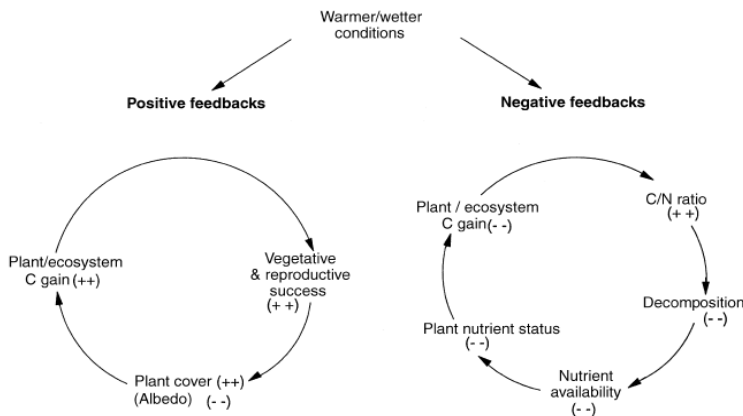 Warmer/wetter
conditions
Positive feedbacks
Plant/ecosystem
C gain (++)
Vegetative
& reproductive
success
(+ +)
Plant cover (++)
(Albedo) (- -)
Negative feedbacks
Plant / ecosystem
C gain (- -)
C/N ratio
(+ +)
Decomposition
(- -)
Nutrient
availability
(- -)
Plant nutrient status
(- -)